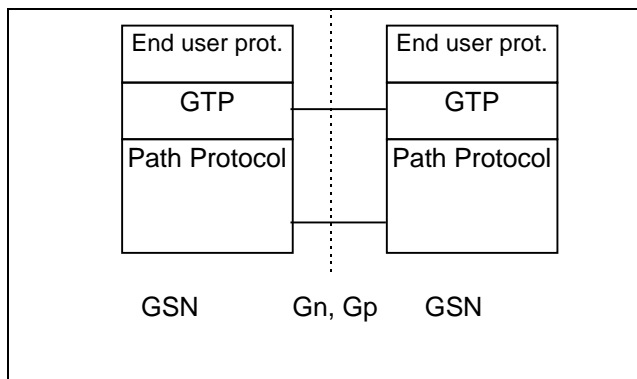 End user prot.
End user prot.
GTP
GTP
Path Protocol
Path Protocol
GSN
Gn, Gp
GSN